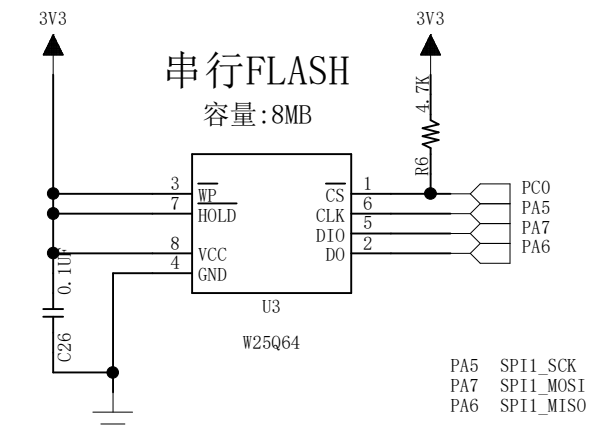 3V3
3V3
串行FLASH
容量:8MB
4.7K
R6
3 WP CS 1 PC0
7 HOLD CLK 6 PA5
DIO 5 PA7
8 VCC DO 2 PA6
4 GND
0.1UF
C26
U3
W25Q64
PA5 SPI1_SCK
PA7 SPI1_MOSI
PA6 SPI1_MISO